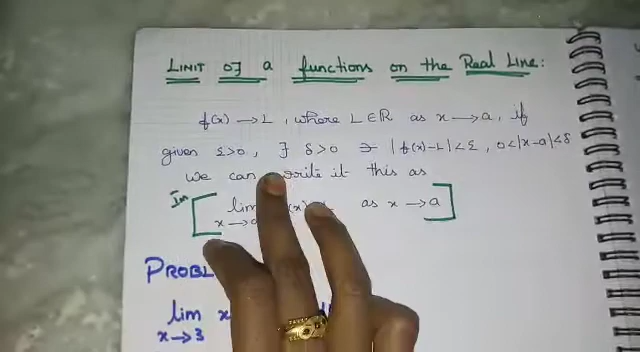 LIMIT OF a functions on the Real Line:
f(x) → L, where L∈R as x → a, if
given ε>0, ∃ δ>0 ∋ |f(x)-L|<ε, 0<|x-a|<δ
we can write it this as
Im
lim (x) as x → a
x→a
PROBL
lim x
x→3